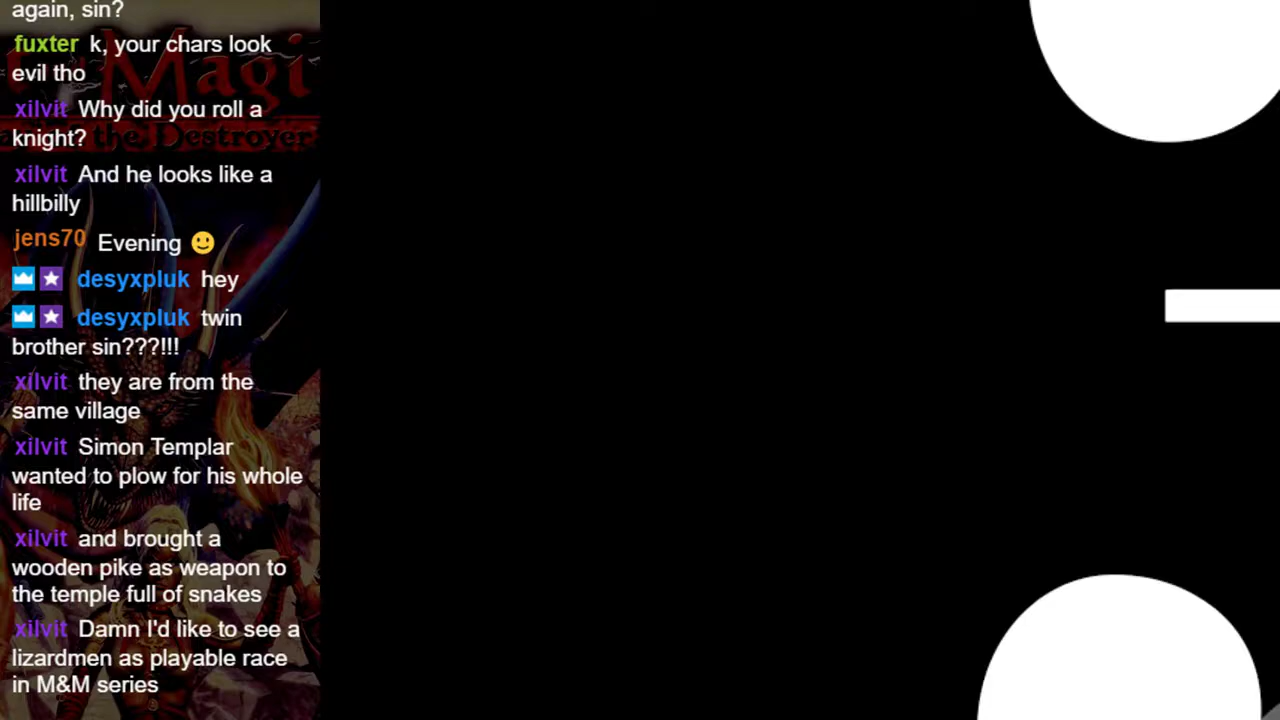 again, sin?
fuxter k, your chars look
evil tho
Magi
xilvit Why did you roll a
knight?
the Destroyer
xilvit And he looks like a
hillbilly
jens70 Evening
desyxpluk hey
desyxpluk twin
brother sin???!!!
xilvit they are from the
same village
xilvit Simon Templar
wanted to plow for his whole
life
xilvit and brought a
wooden pike as weapon to
the temple full of snakes
xilvit Damn I'd like to see a
lizardmen as playable race
in M&M series